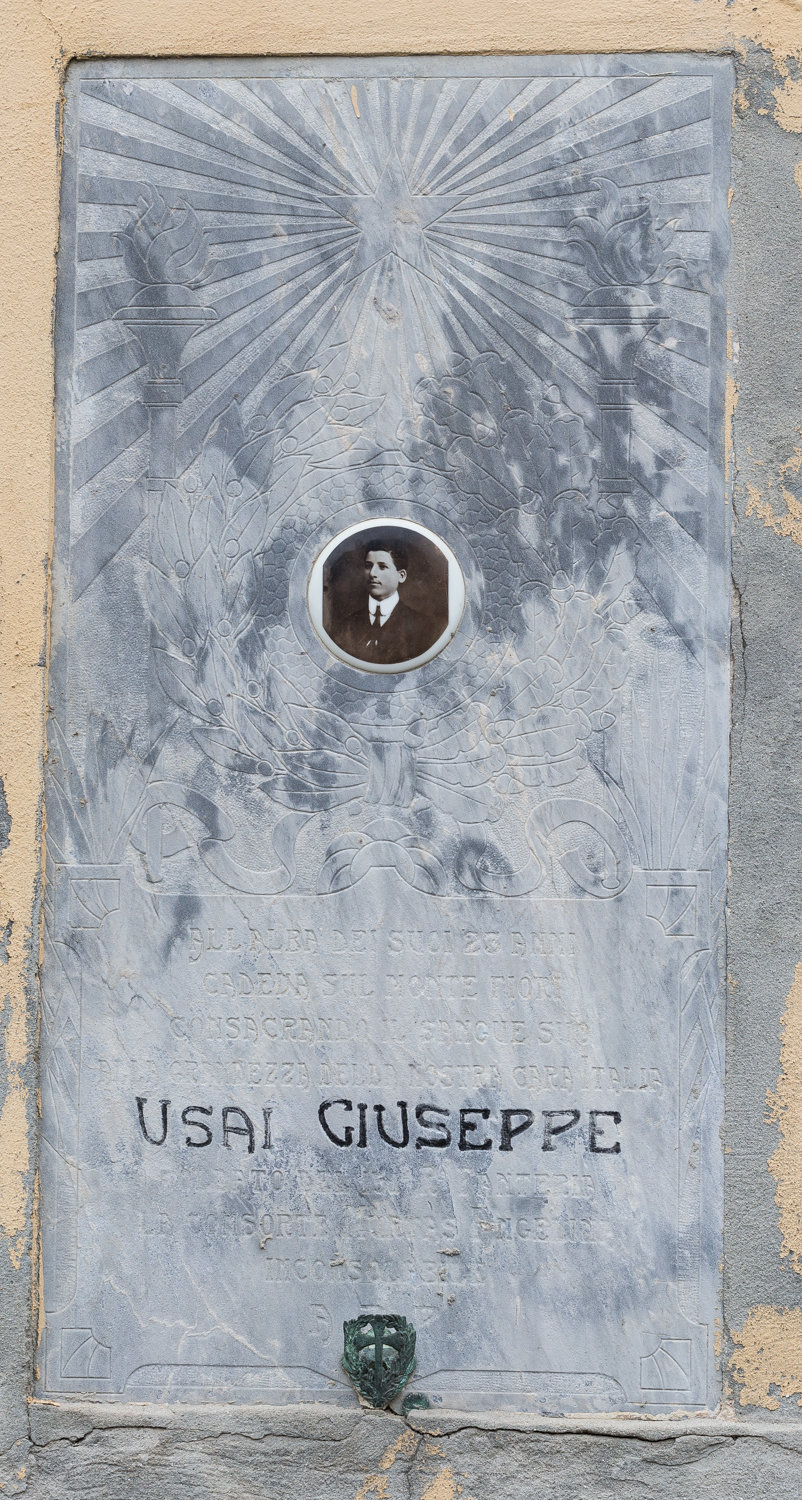 ALL'ALBA DEI SUOI 23 ANNI
CADEVA SUL MONTE FIORI
CONSACRANDO IL SANGUE SUO
ALLA GRANDEZZA DELLA NOSTRA CARA ITALIA
USAI GIUSEPPE
LA CONSORTE
INCONSOLABILE